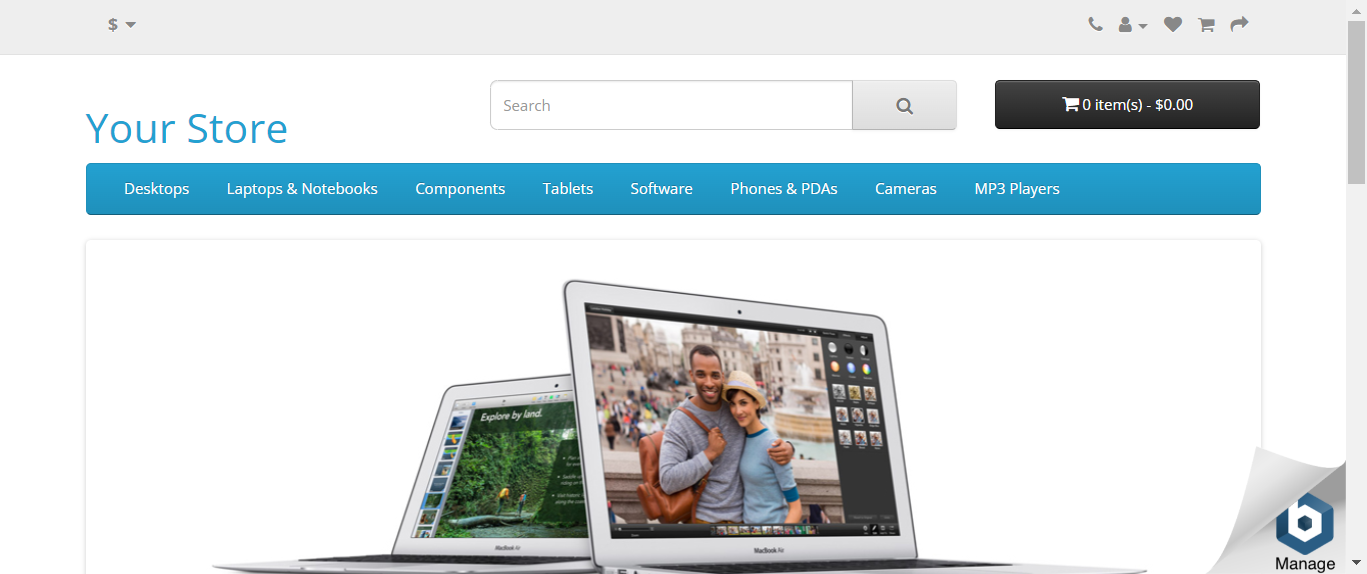 $
Search
0 item(s) - $0.00
Your Store
Desktops Laptops & Notebooks Components Tablets Software Phones & PDAs Cameras MP3 Players
Explore by land.
MacBook Air
MacBook Air
Manage